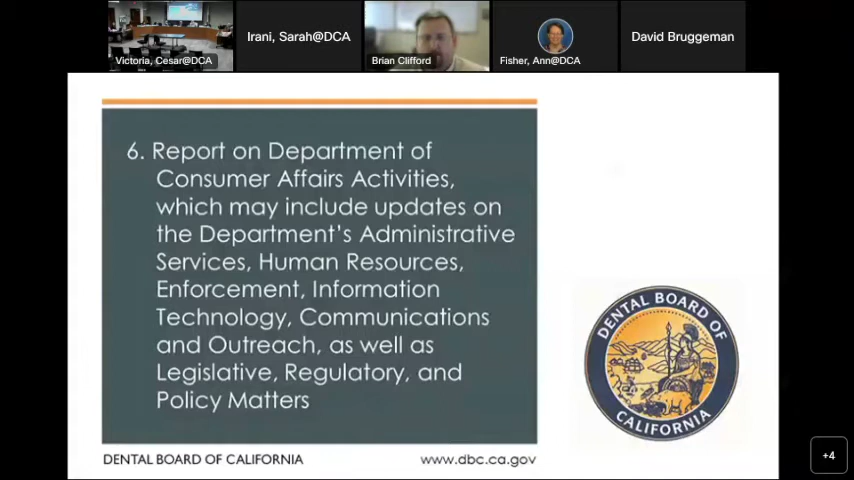 Victoria, Cesar@DCA
Irani, Sarah@DCA
Brian Clifford
Fisher, Ann@DCA
David Bruggeman
6. Report on Department of
Consumer Affairs Activities,
which may include updates on
the Department's Administrative
Services, Human Resources,
Enforcement, Information
Technology, Communications
and Outreach, as well as
Legislative, Regulatory, and
Policy Matters
DENTAL BOARD OF
CALIFORNIA
DENTAL BOARD OF CALIFORNIA
www.dbc.ca.gov
+4